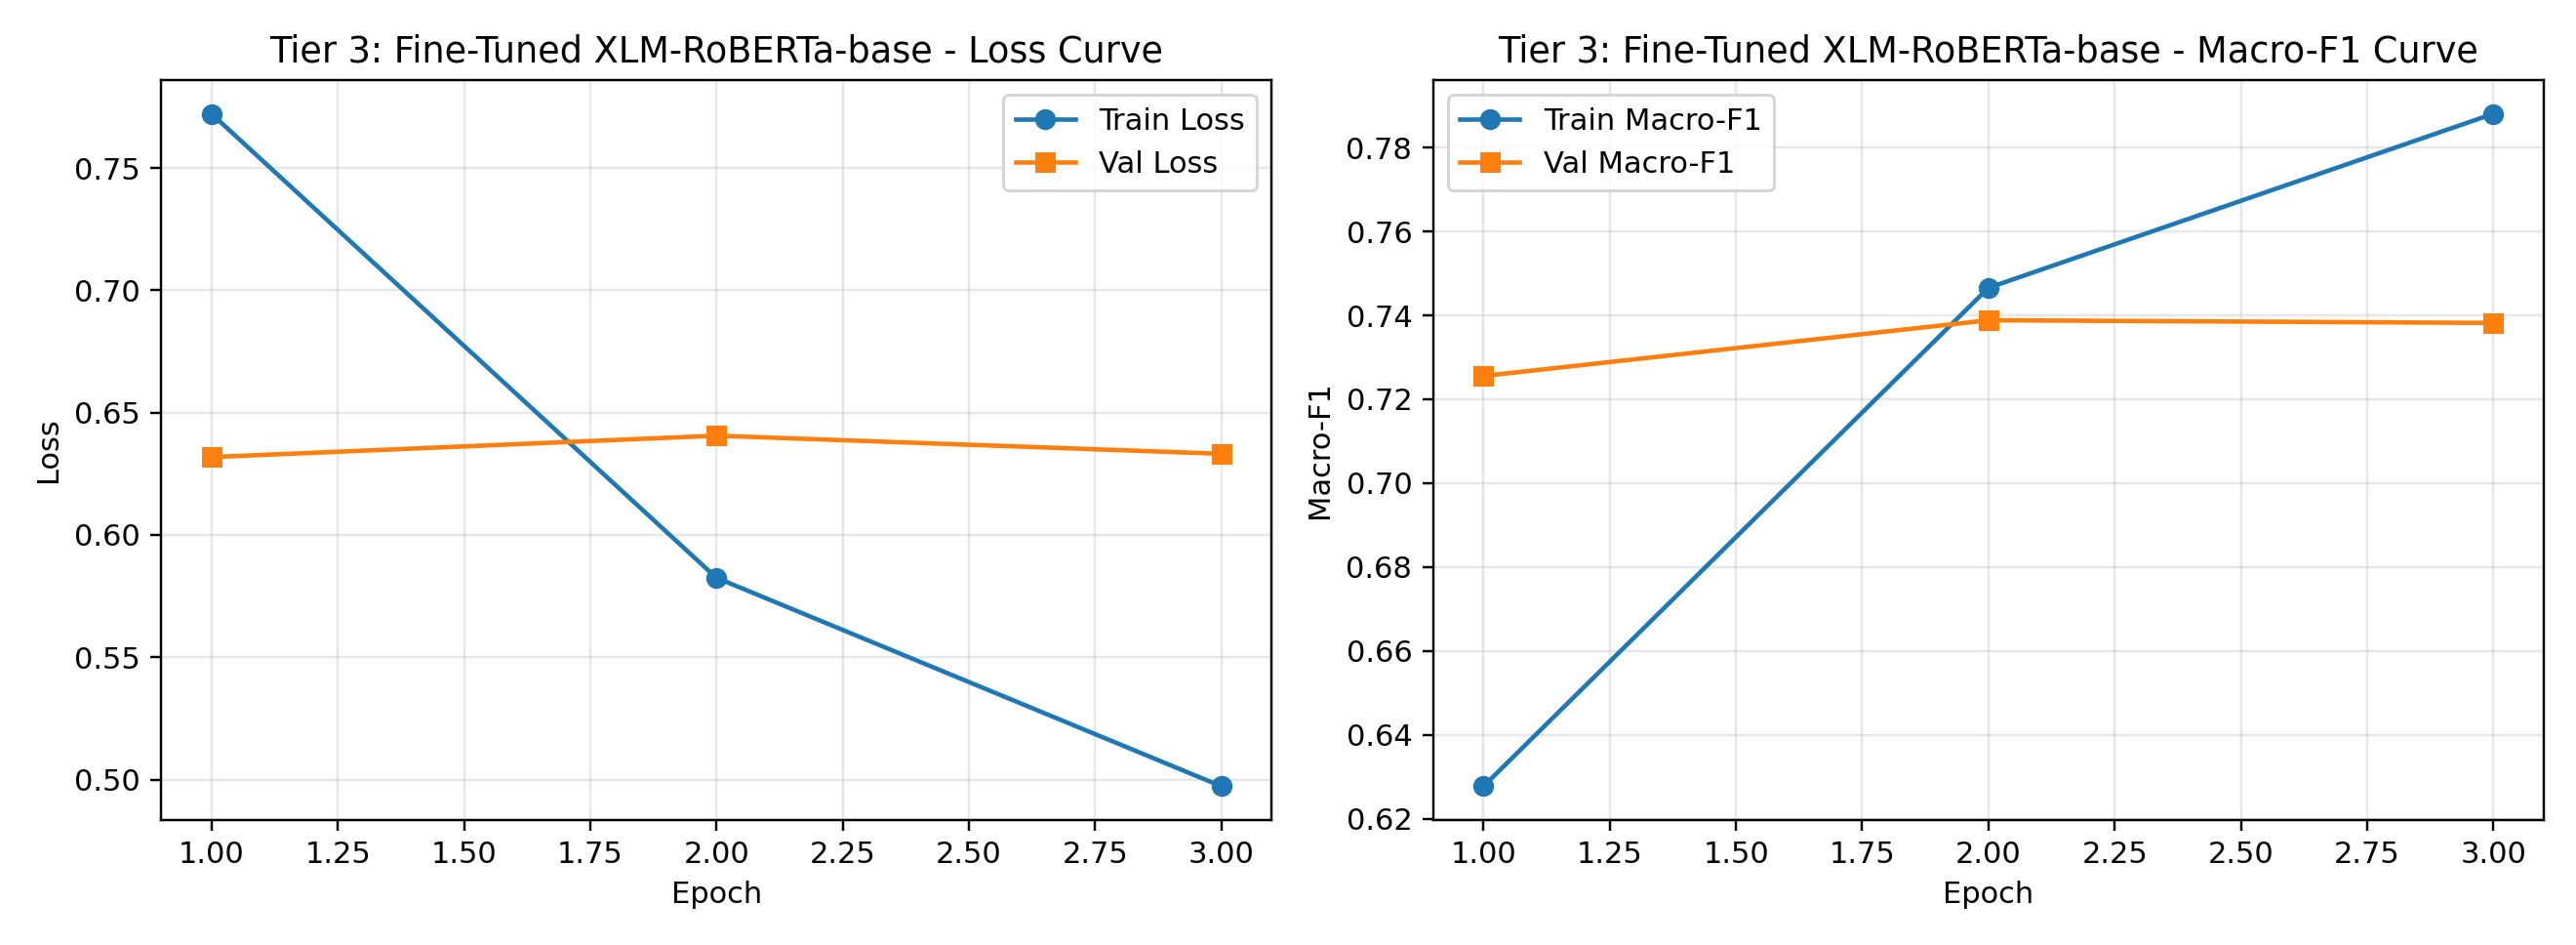 Tier 3: Fine-Tuned XLM-RoBERTa-base - Loss Curve
Train Loss
Val Loss
0.75
0.70
0.65
0.60
0.55
0.50
Loss
1.00 1.25 1.50 1.75 2.00 2.25 2.50 2.75 3.00
Epoch
Tier 3: Fine-Tuned XLM-RoBERTa-base - Macro-F1 Curve
Train Macro-F1
Val Macro-F1
0.78
0.76
0.74
0.72
0.70
0.68
0.66
0.64
0.62
Macro-F1
1.00 1.25 1.50 1.75 2.00 2.25 2.50 2.75 3.00
Epoch